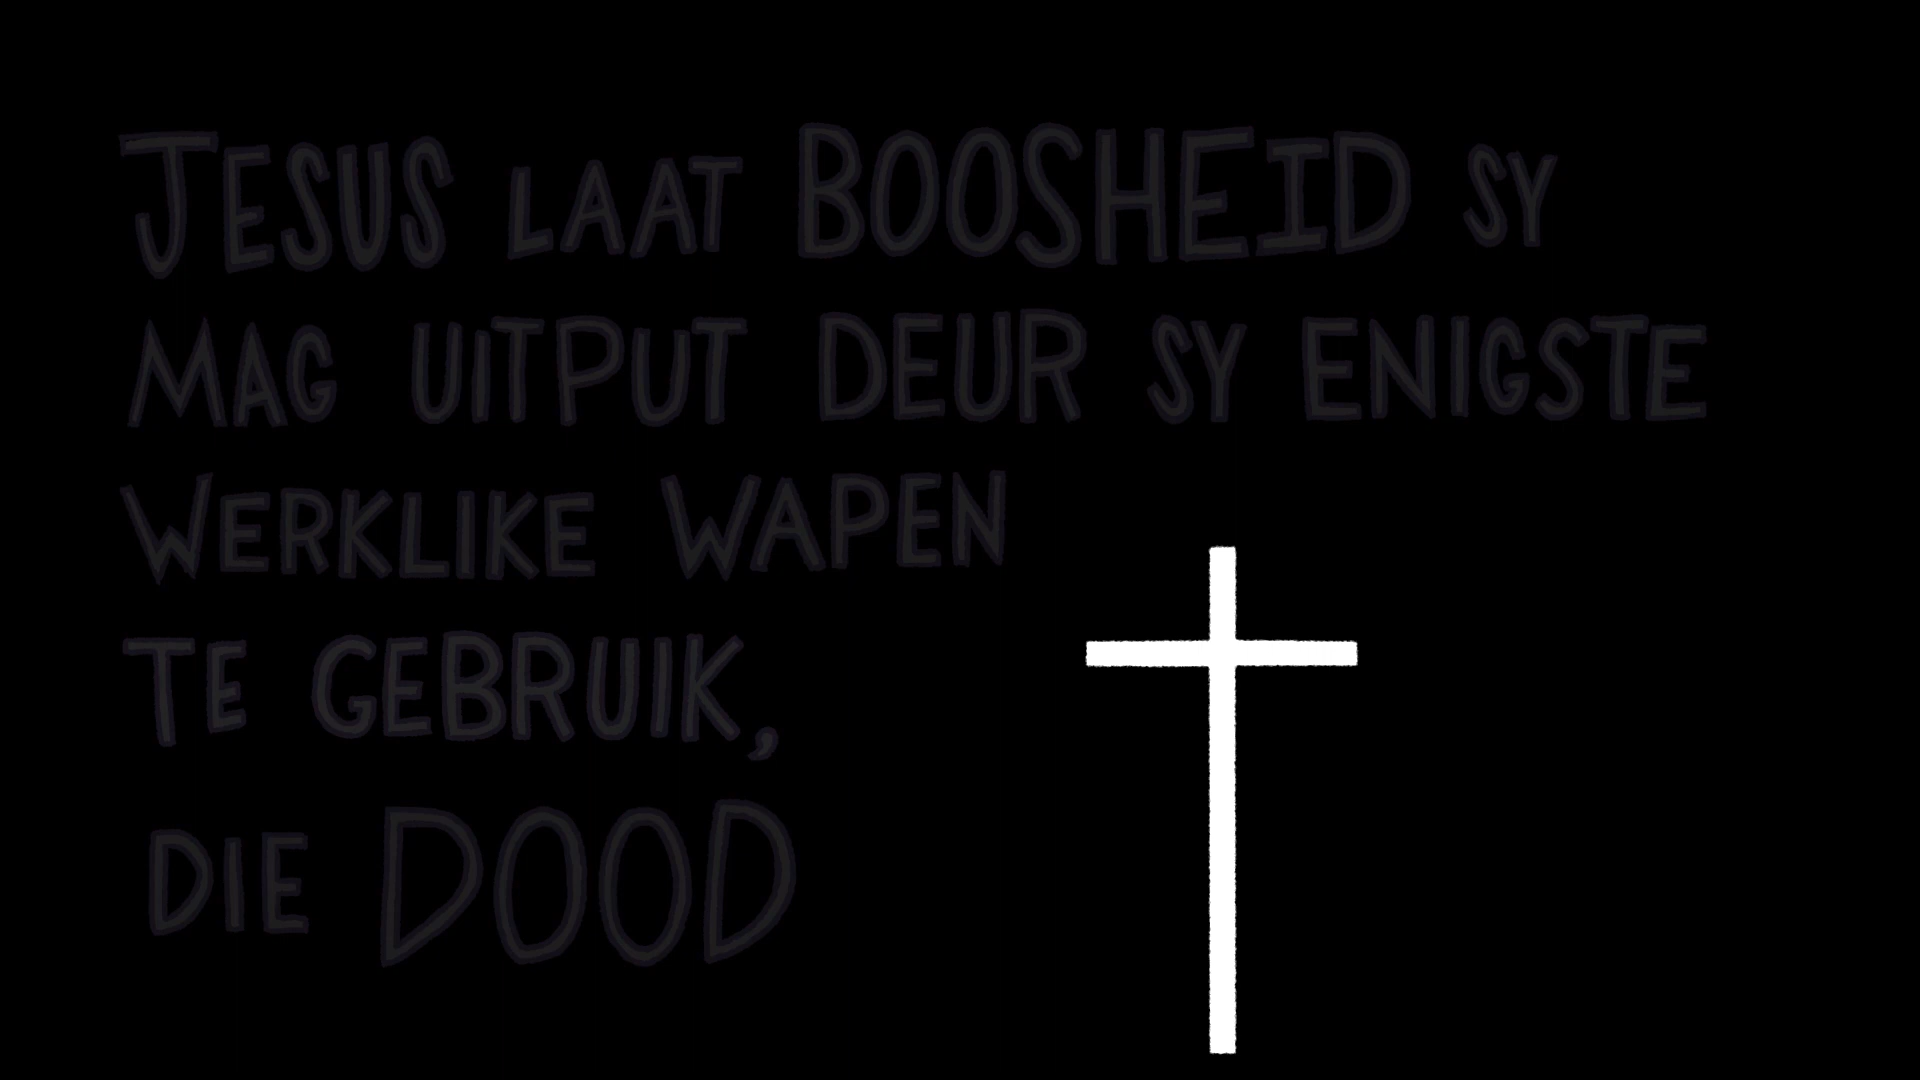 JESUS LAAT BOOSHEID SY
MAG UITPUT DEUR SY ENIGSTE
WERKLIKE WAPEN
TE GEBRUIK,
DIE DOOD